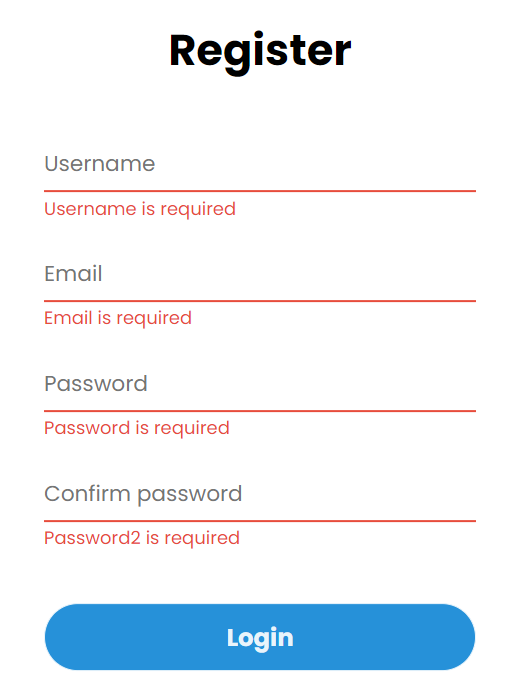 Register
Username
Username is required
Email
Email is required
Password
Password is required
Confirm password
Password2 is required
Login